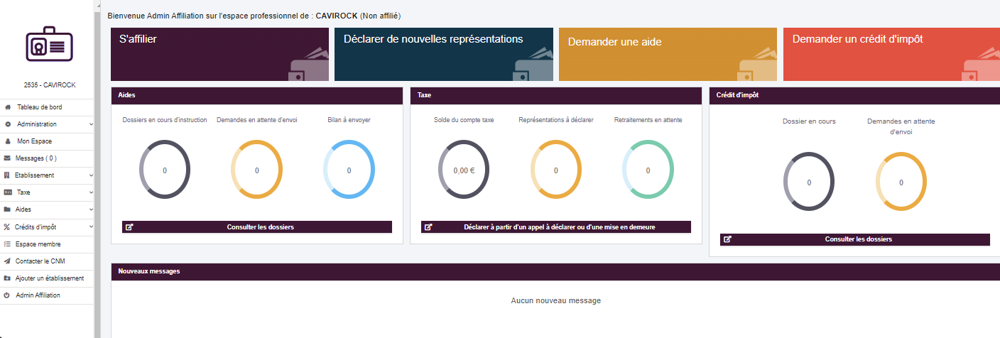 Bienvenue Admin Affiliation sur l'espace professionnel de : CAVIROCK (Non affilié)
2535 - CAVIROCK
Tableau de bord
Administration
Mon Espace
Messages ( 0 )
Etablissement
Taxe
Aides
Crédits d'impôt
Espace membre
Contacter le CNM
Ajouter un établissement
Admin Affiliation
S'affilier
Déclarer de nouvelles représentations
Demander une aide
Demander un crédit d'impôt
Aides
Dossiers en cours d'instruction
Demandes en attente d'envoi
Bilan à envoyer
0
0
0
Consulter les dossiers
Taxe
Solde du compte taxe
Représentations à déclarer
Retraitements en attente
0,00 €
0
0
Déclarer à partir d'un appel à déclarer ou d'une mise en demeure
Crédit d'impôt
Dossier en cours
Demandes en attente
d'envoi
0
0
Consulter les dossiers
Nouveaux messages
Aucun nouveau message